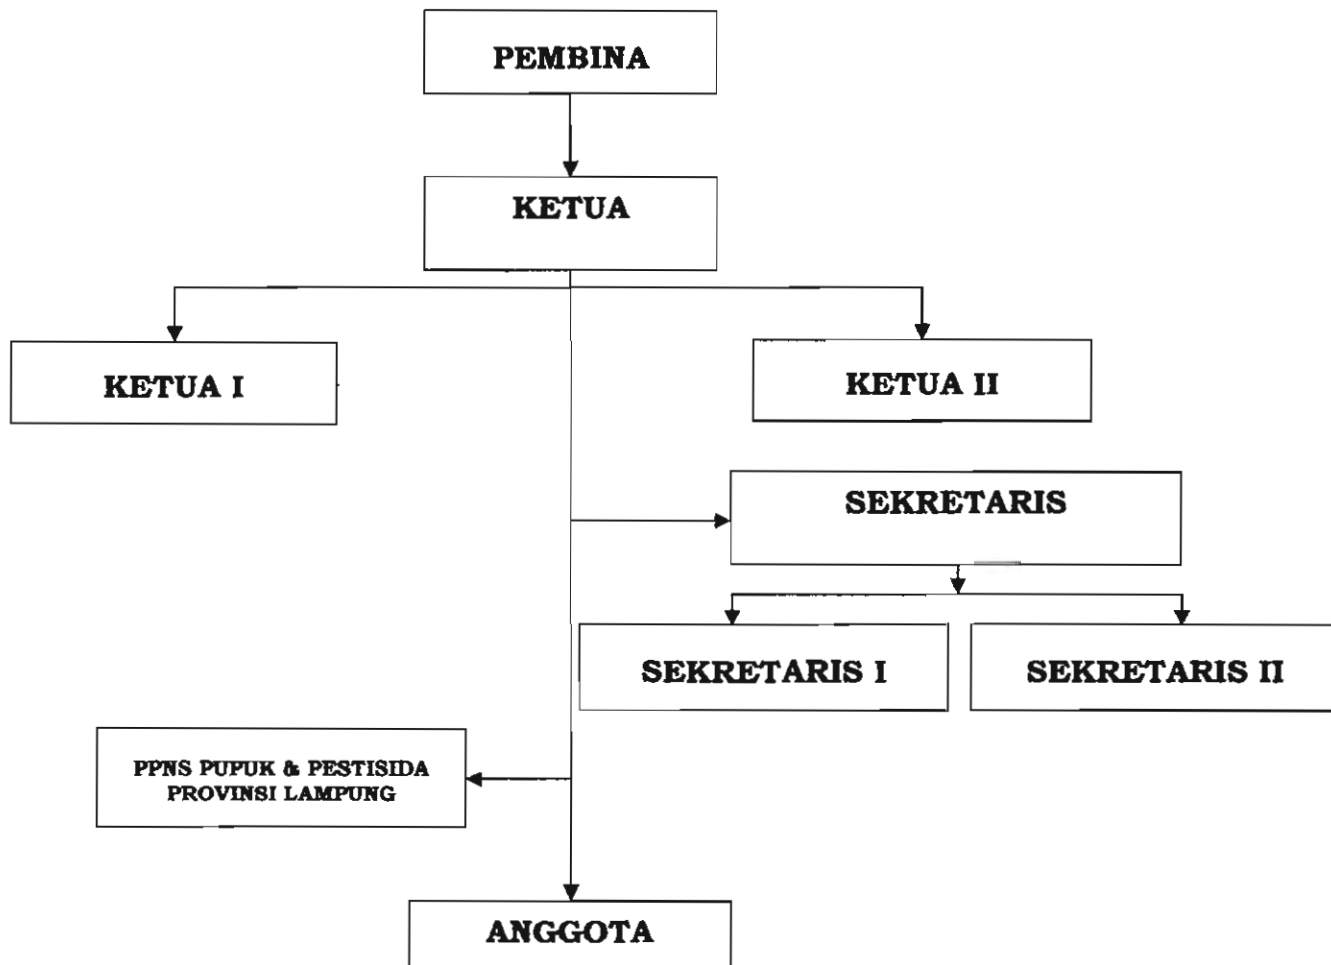 PEMBINA
KETUA
KETUA I
KETUA II
SEKRETARIS
SEKRETARIS I
SEKRETARIS II
PPNS PUPUK & PESTISIDA
PROVINSI LAMPUNG
ANGGOTA